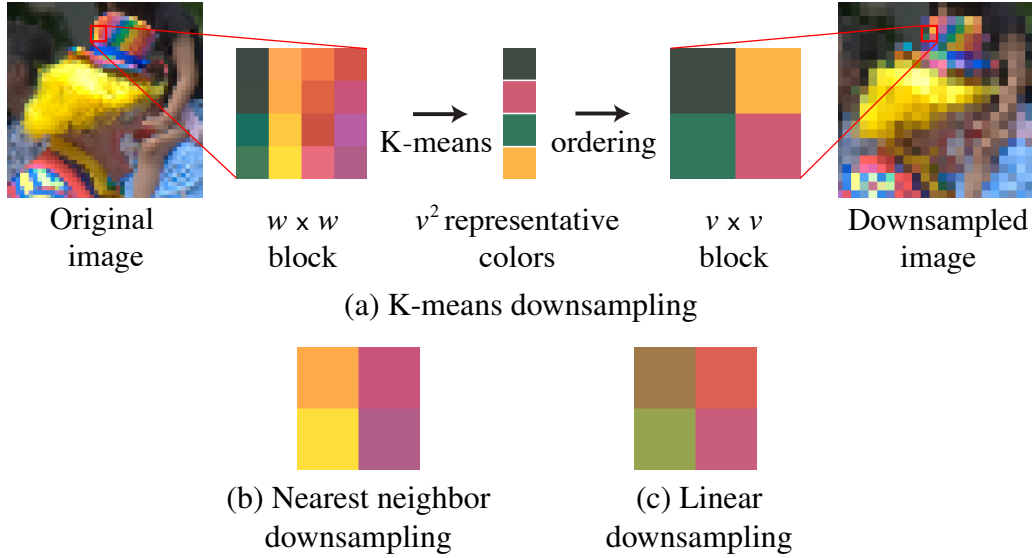 K-means
ordering
Original
image
w x w
block
v² representative
colors
v x v
block
Downsampled
image
(a) K-means downsampling
(b) Nearest neighbor
downsampling
(c) Linear
downsampling